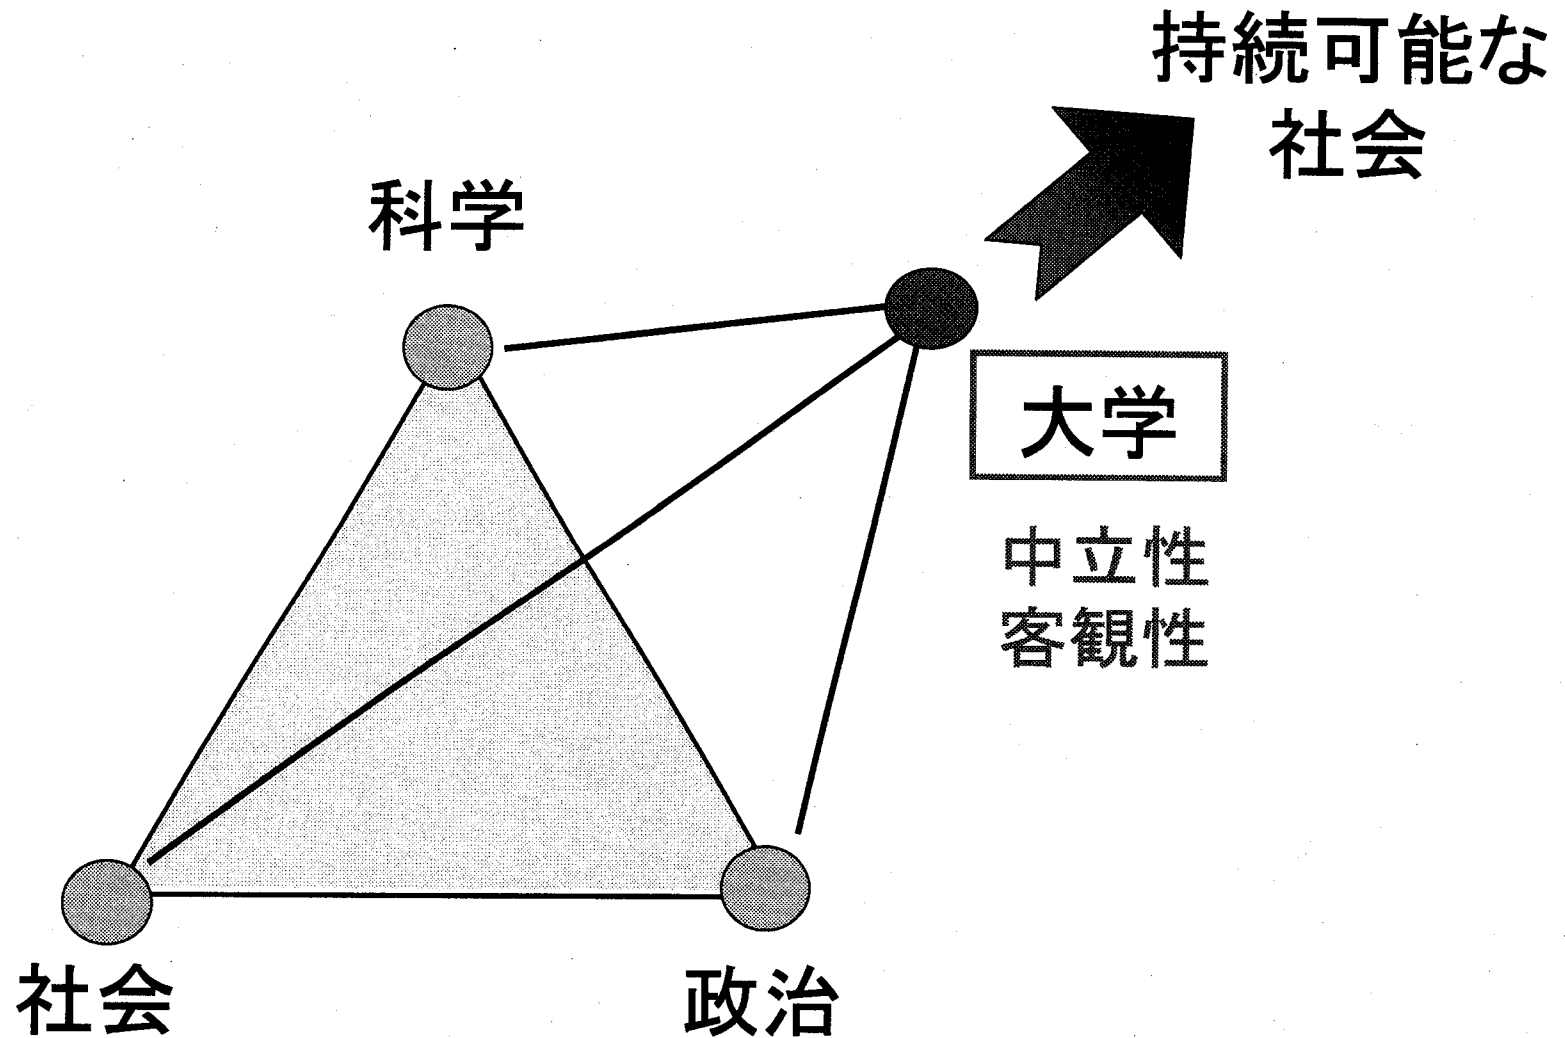 持続可能な
社会
科学
大学
中立性
客観性
社会
政治